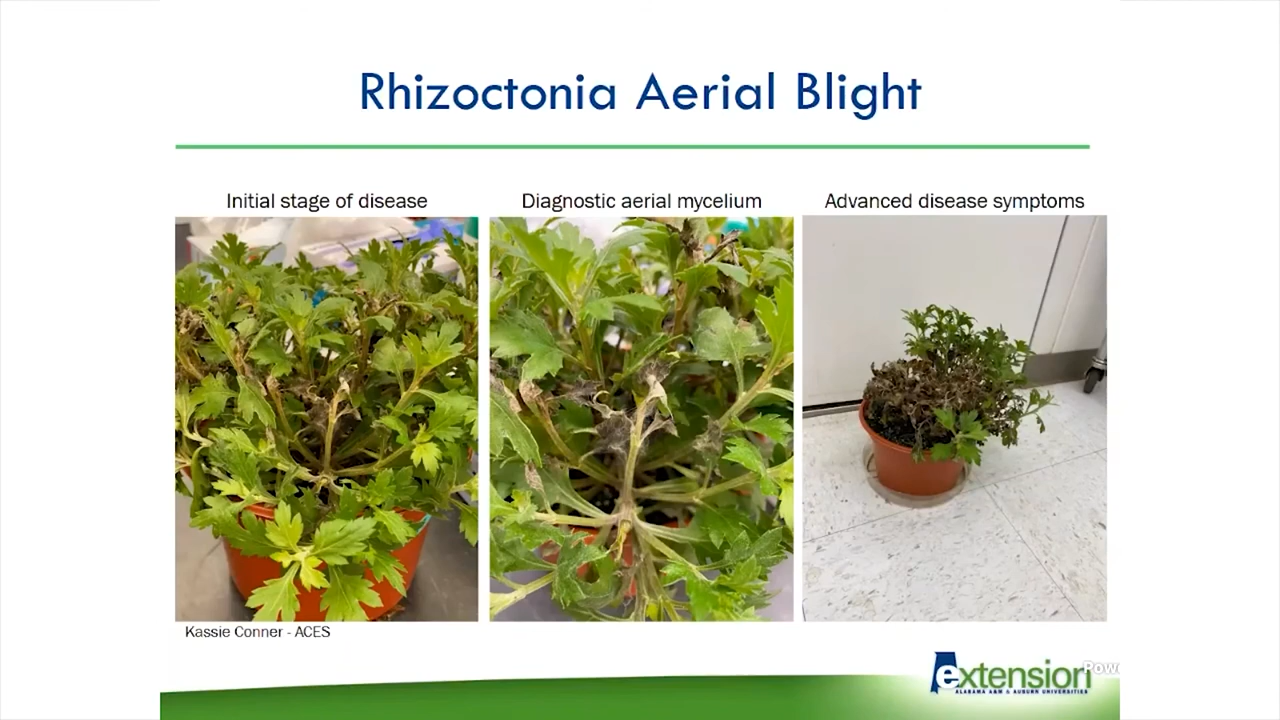 Rhizoctonia Aerial Blight
Initial stage of disease
Diagnostic aerial mycelium
Advanced disease symptoms
Kassie Conner - ACES
extension
ALABAMA A&M & AUBURN UNIVERSITIES
Pow